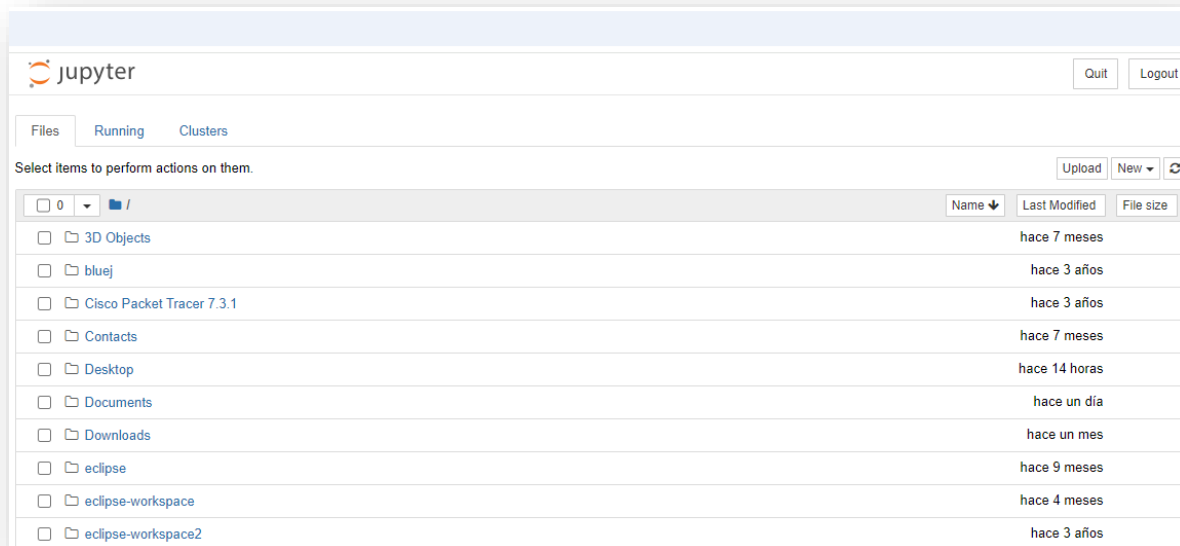 jupyter Quit Logout
Files Running Clusters
Select items to perform actions on them. Upload New
0 / Name Last Modified File size
3D Objects hace 7 meses
bluej hace 3 años
Cisco Packet Tracer 7.3.1 hace 3 años
Contacts hace 7 meses
Desktop hace 14 horas
Documents hace un día
Downloads hace un mes
eclipse hace 9 meses
eclipse-workspace hace 4 meses
eclipse-workspace2 hace 3 años